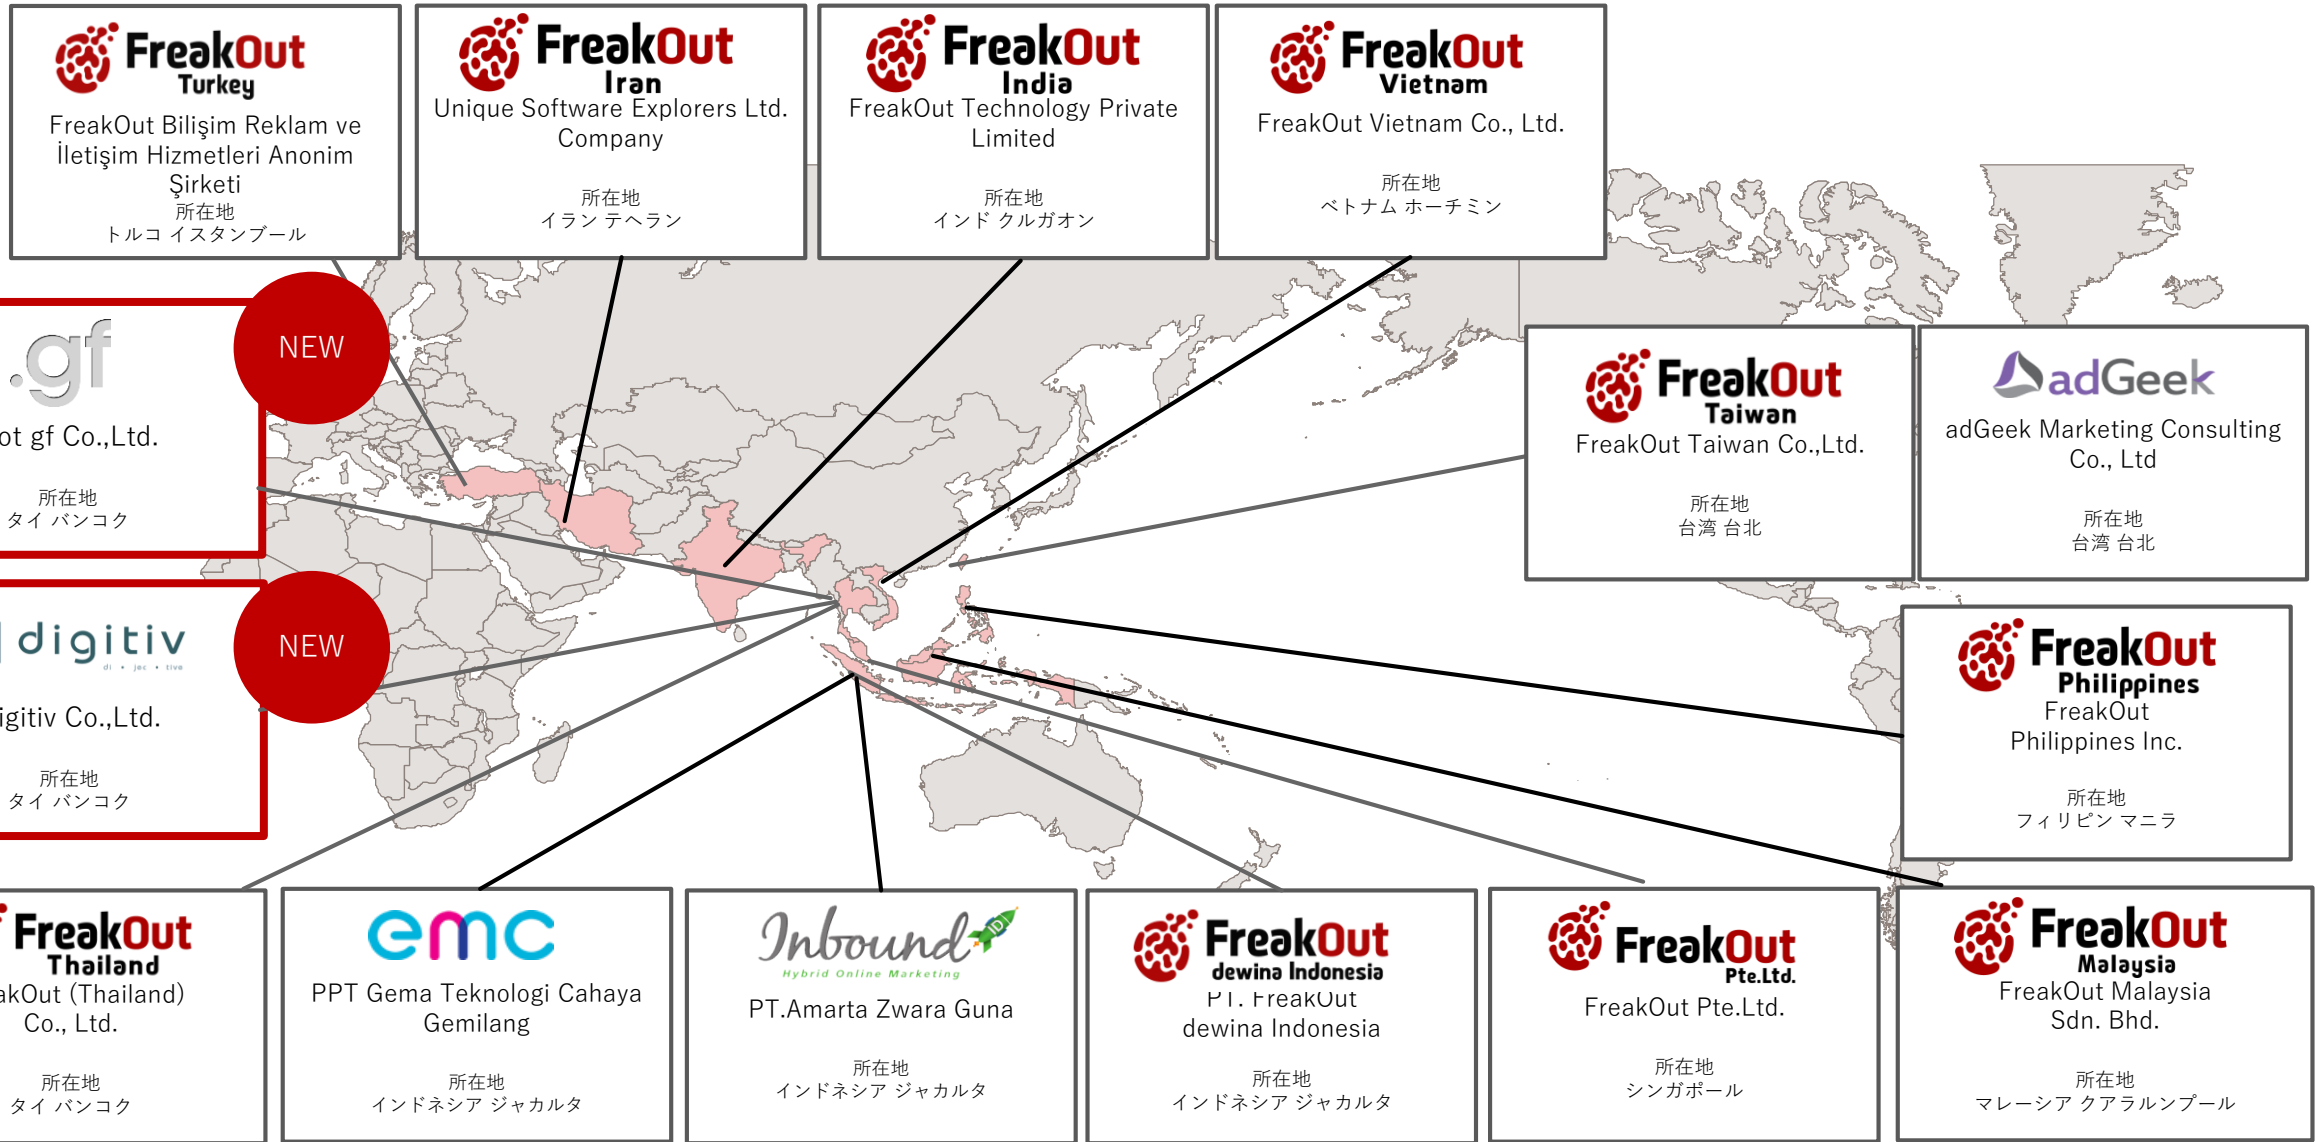 FreakOut
Turkey
FreakOut Bilişim Reklam ve
İletişim Hizmetleri Anonim
Şirketi
所在地
トルコ イスタンブール
FreakOut
Iran
Unique Software Explorers Ltd.
Company
所在地
イラン テヘラン
FreakOut
India
FreakOut Technology Private
Limited
所在地
インド クルガオン
FreakOut
Vietnam
FreakOut Vietnam Co., Ltd.
所在地
ベトナム ホーチミン
.gf
NEW
ot gf Co.,Ltd.
所在地
タイ バンコク
FreakOut
Taiwan
FreakOut Taiwan Co.,Ltd.
所在地
台湾 台北
adGeek
adGeek Marketing Consulting
Co., Ltd
所在地
台湾 台北
digitiv
di • jec • tive
NEW
igitiv Co.,Ltd.
所在地
タイ バンコク
FreakOut
Philippines
FreakOut
Philippines Inc.
所在地
フィリピン マニラ
FreakOut
Thailand
akOut (Thailand)
Co., Ltd.
所在地
タイ バンコク
emc
PPT Gema Teknologi Cahaya
Gemilang
所在地
インドネシア ジャカルタ
Inbound ID
Hybrid Online Marketing
PT.Amarta Zwara Guna
所在地
インドネシア ジャカルタ
FreakOut
dewina Indonesia
PT. FreakOut
dewina Indonesia
所在地
インドネシア ジャカルタ
FreakOut
Pte.Ltd.
FreakOut Pte.Ltd.
所在地
シンガポール
FreakOut
Malaysia
FreakOut Malaysia
Sdn. Bhd.
所在地
マレーシア クアラルンプール